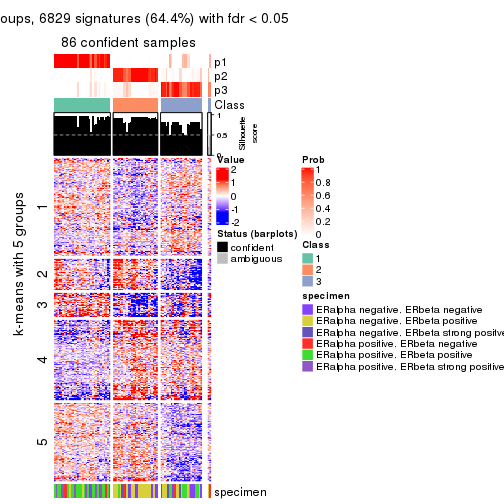 oups, 6829 signatures (64.4%) with fdr < 0.05
86 confident samples
p1
p2
p3
Class
1
0.5
0
Silhouette
score
k-means with 5 groups
1
2
3
4
5
specimen
Value
2
1
0
-1
-2
Status (barplots)
confident
ambiguous
Prob
1
0.8
0.6
0.4
0.2
0
Class
1
2
3
specimen
ERalpha negative. ERbeta negative
ERalpha negative. ERbeta positive
ERalpha negative. ERbeta strong positive
ERalpha positive. ERbeta negative
ERalpha positive. ERbeta positive
ERalpha positive. ERbeta strong positive